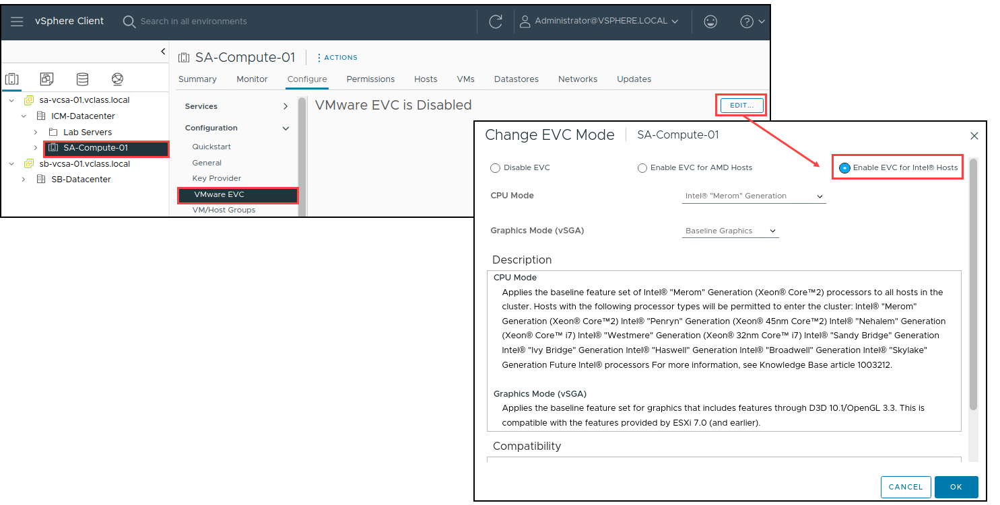 vSphere Client
Search in all environments
Administrator@VSPHERE.LOCAL
sa-vcsa-01.vclass.local
ICM-Datacenter
Lab Servers
SA-Compute-01
sb-vcsa-01.vclass.local
SB-Datacenter
SA-Compute-01
ACTIONS
Summary Monitor Configure Permissions Hosts VMs Datastores Networks Updates
Services
Configuration
Quickstart
General
Key Provider
VMware EVC
VM/Host Groups
VMware EVC is Disabled
EDIT...
Change EVC Mode SA-Compute-01
Disable EVC Enable EVC for AMD Hosts Enable EVC for Intel® Hosts
CPU Mode Intel® "Merom" Generation
Graphics Mode (vSGA) Baseline Graphics
Description
CPU Mode
Applies the baseline feature set of Intel® "Merom" Generation (Xeon® Core™2) processors to all hosts in the
cluster. Hosts with the following processor types will be permitted to enter the cluster: Intel® "Merom"
Generation (Xeon® Core™2) Intel® "Penryn" Generation (Xeon® 45nm Core™2) Intel® "Nehalem" Generation
(Xeon® Core™ i7) Intel® "Westmere" Generation (Xeon® 32nm Core™ i7) Intel® "Sandy Bridge" Generation
Intel® "Ivy Bridge" Generation Intel® "Haswell" Generation Intel® "Broadwell" Generation Intel® "Skylake"
Generation Future Intel® processors For more information, see Knowledge Base article 1003212.
Graphics Mode (vSGA)
Applies the baseline feature set for graphics that includes features through D3D 10.1/OpenGL 3.3. This is
compatible with the features provided by ESXi 7.0 (and earlier).
Compatibility
CANCEL OK